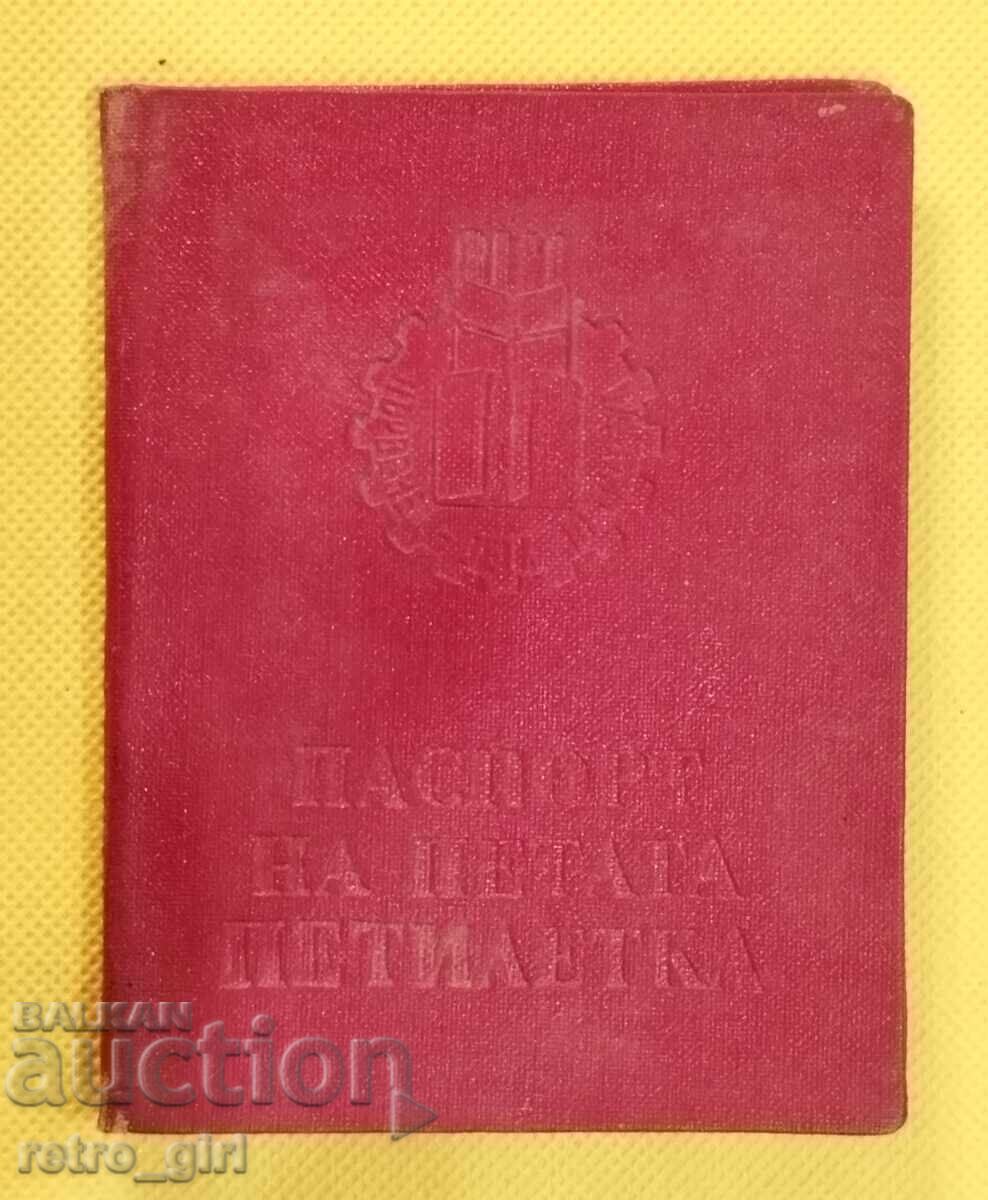 ПАСПОРТ
НА ПЕТАТА
ПЕТИЛЕТКА
BALKAN
auction
retro_girl